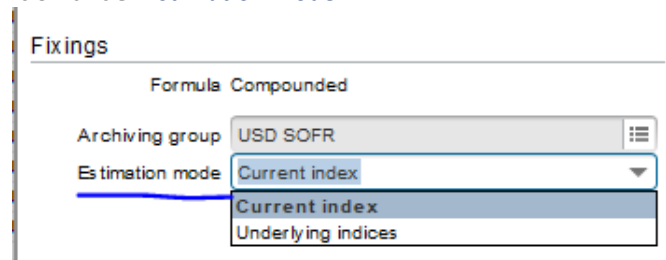 Fixings
Formula Compounded
Archiving group USD SOFR
Estimation mode Current index
Current index
Underlying indices